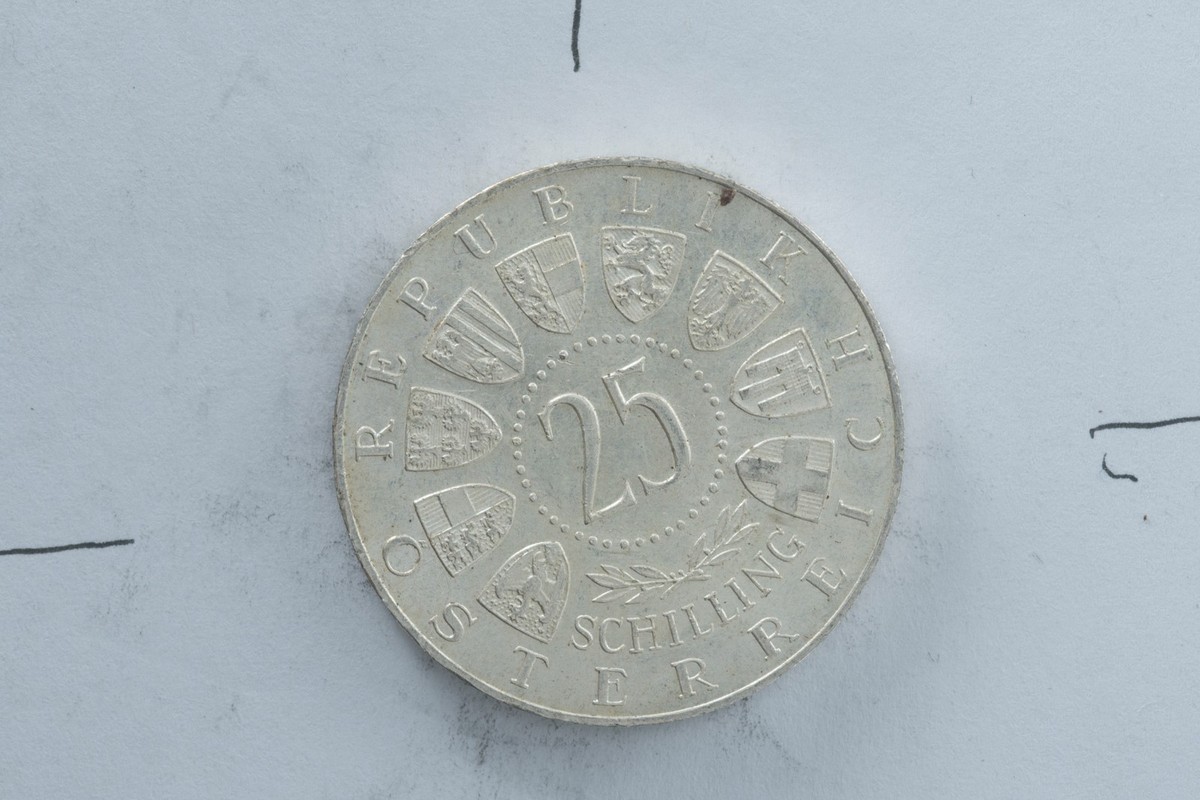 REPUBLIK ÖSTERREICH
25
SCHILLING